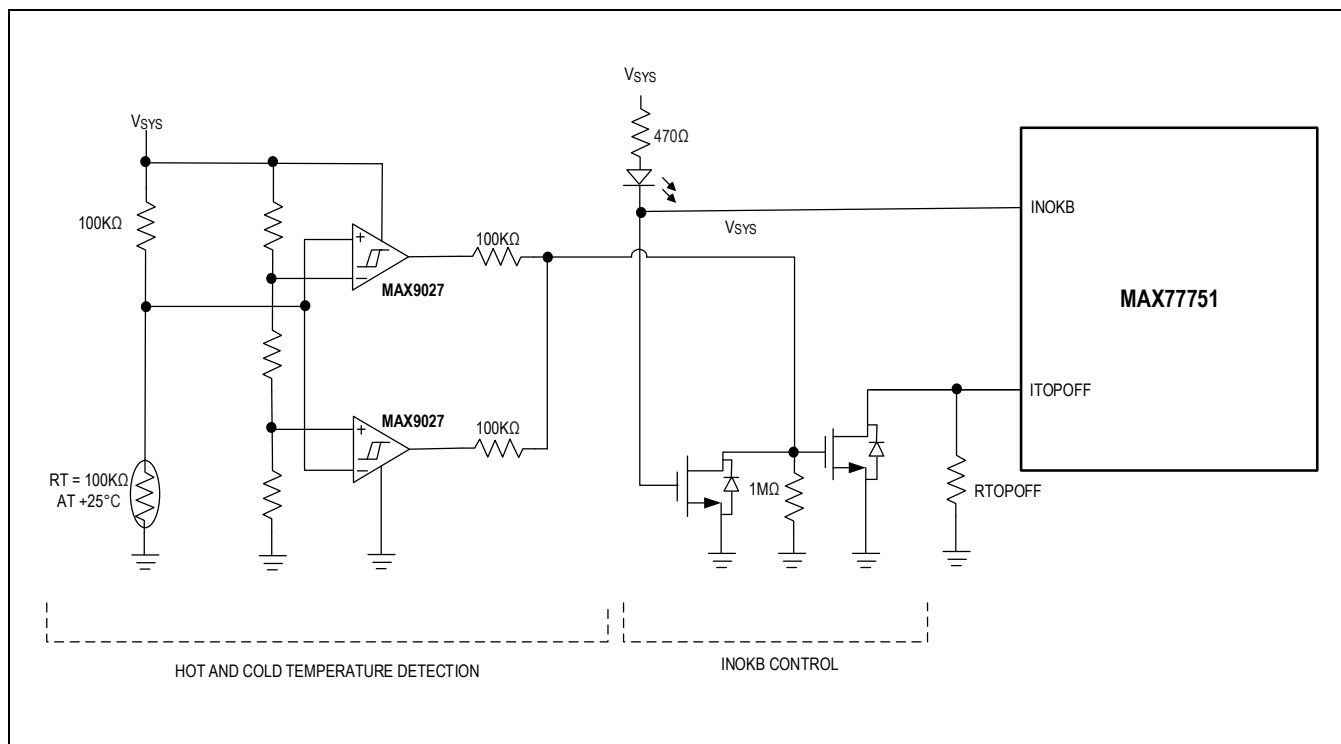 VSYS
470Ω
VSYS
100KΩ
100KΩ
INOKB
VSYS
MAX9027
MAX77751
MAX9027
100KΩ
ITOPOFF
RT = 100KΩ
AT +25°C
1MΩ
RTOPOFF
HOT AND COLD TEMPERATURE DETECTION
INOKB CONTROL